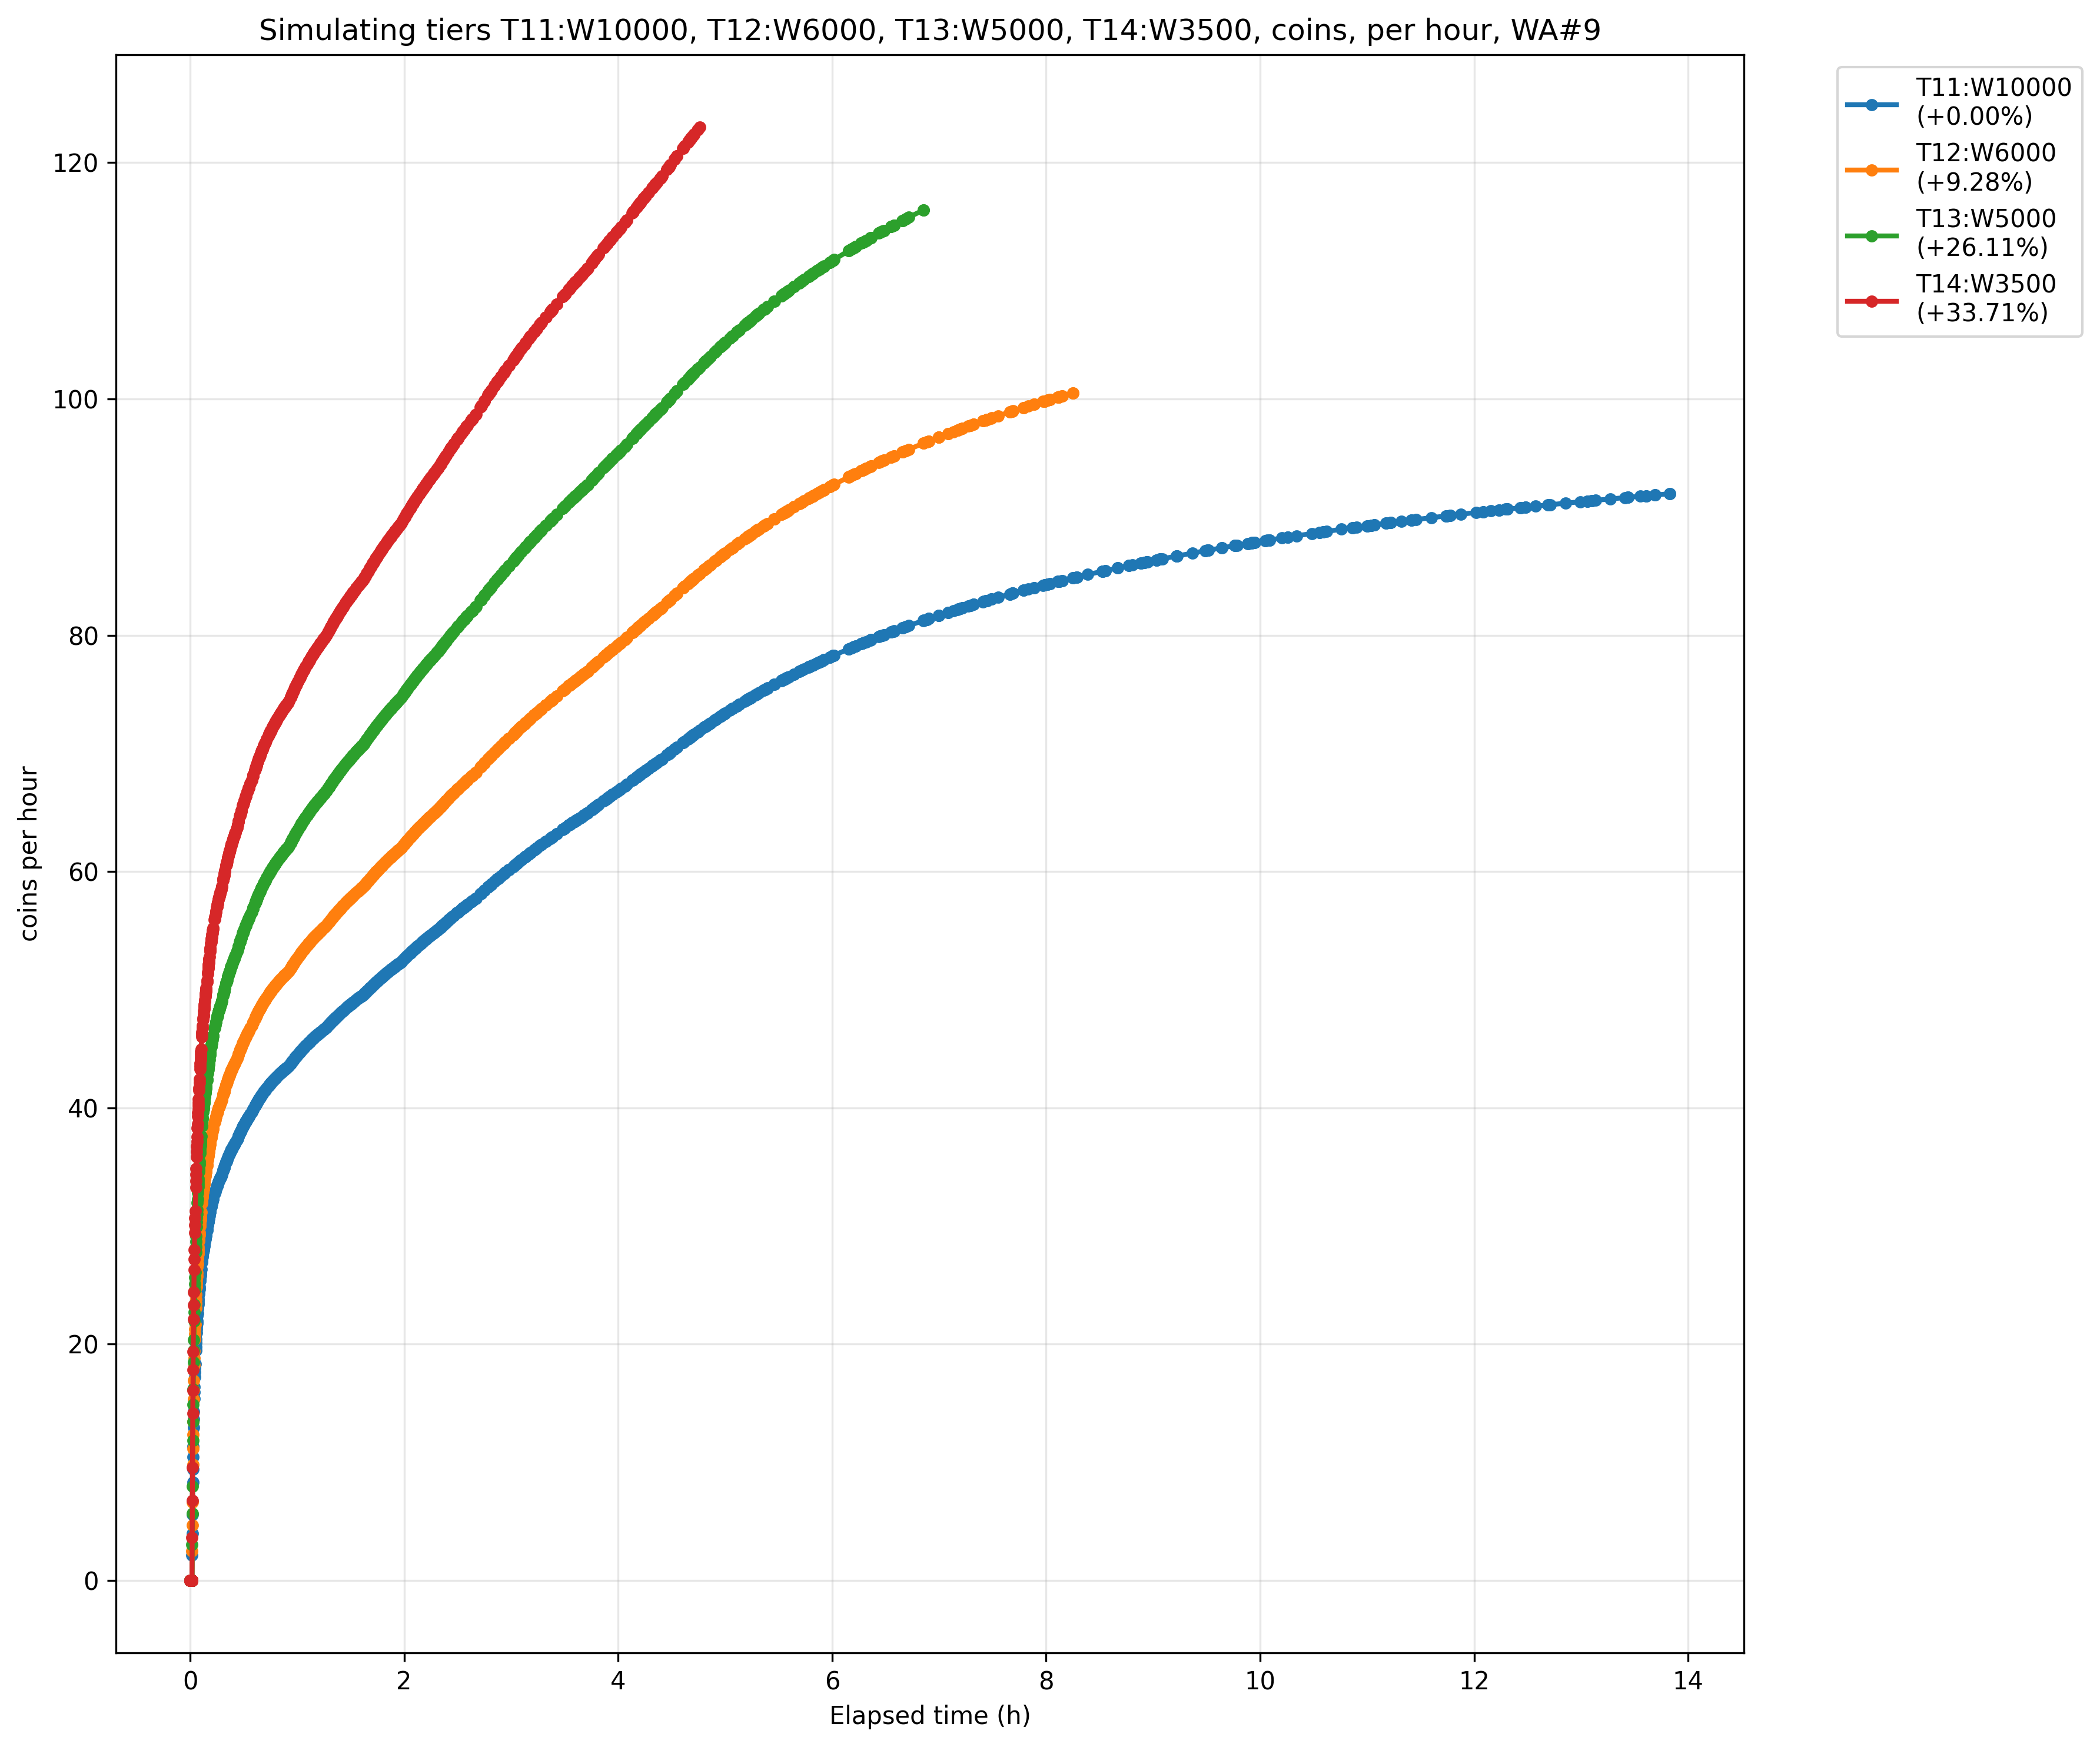 Simulating tiers T11:W10000, T12:W6000, T13:W5000, T14:W3500, coins, per hour, WA#9
T11:W10000
(+0.00%)
T12:W6000
(+9.28%)
T13:W5000
(+26.11%)
T14:W3500
(+33.71%)
coins per hour
120
100
80
60
40
20
0
0 2 4 6 8 10 12 14
Elapsed time (h)